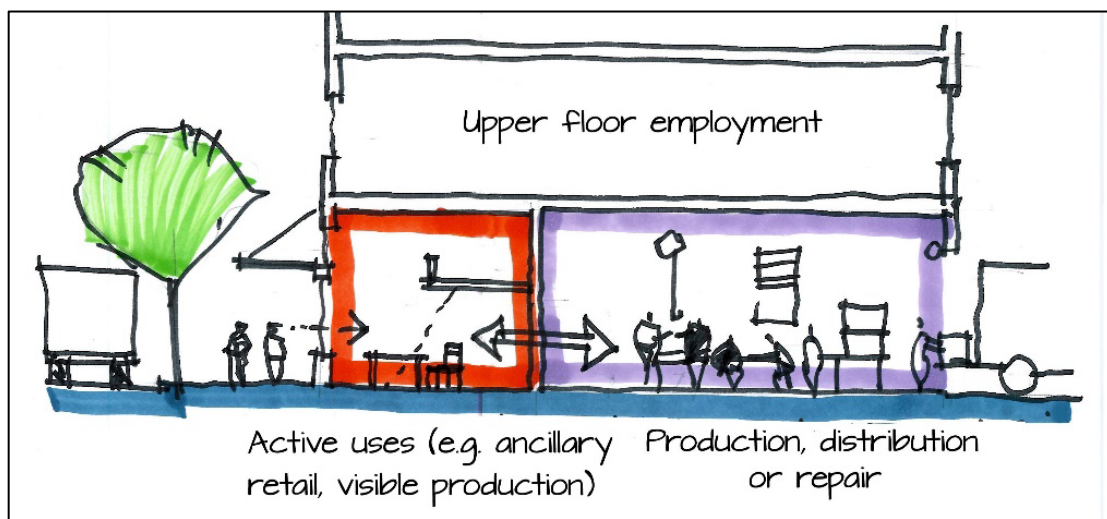 Upper floor employment
Active uses (e.g. ancillary
retail, visible production)
Production, distribution
or repair